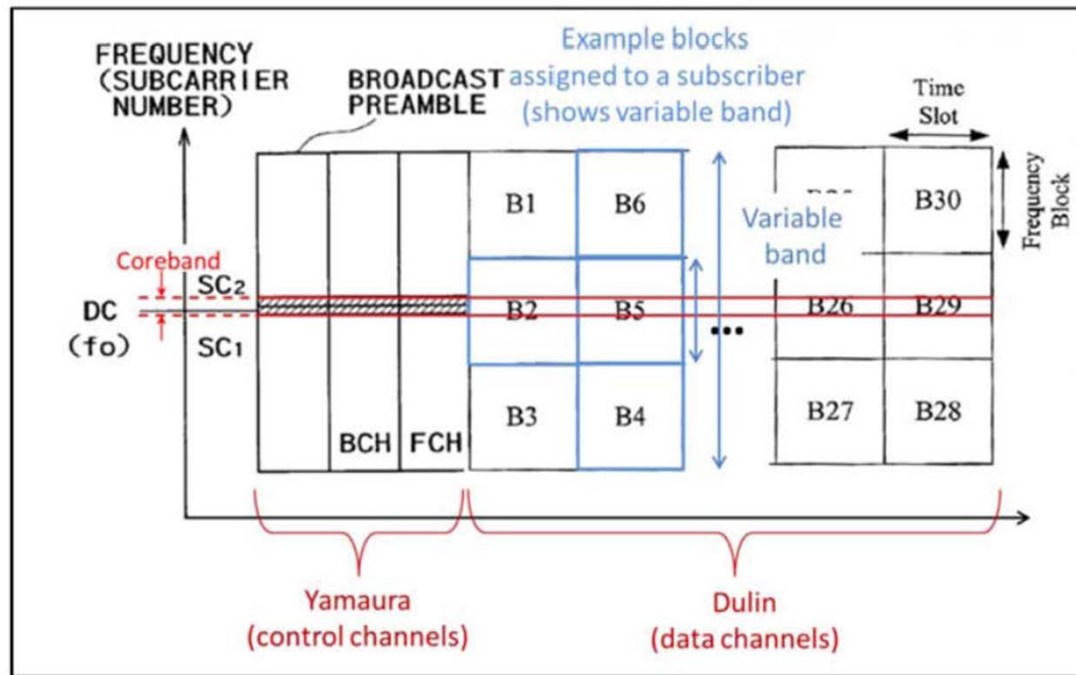 FREQUENCY
(SUBCARRIER
NUMBER)
BROADCAST
PREAMBLE
Example blocks
assigned to a subscriber
(shows variable band)
Time
Slot
Frequency
Block
B1
B6
B30
Variable
band
Coreband
SC2
DC
(fo)
SC1
B2
B5
...
B26
B29
B3
B4
B27
B28
BCH
FCH
Yamaura
(control channels)
Dulin
(data channels)